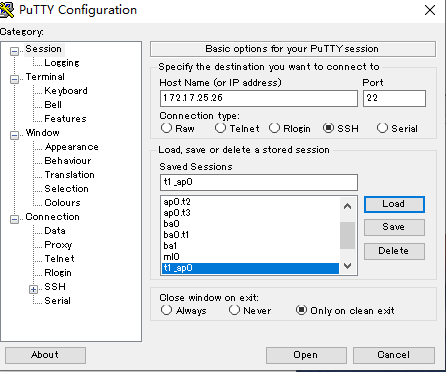 PuTTY Configuration
Category:
Session
Logging
Terminal
Keyboard
Bell
Features
Window
Appearance
Behaviour
Translation
Selection
Colours
Connection
Data
Proxy
Telnet
Rlogin
SSH
Serial
Basic options for your PuTTY session
Specify the destination you want to connect to
Host Name (or IP address) Port
172.17.25.26 22
Connection type:
Raw Telnet Rlogin SSH Serial
Load, save or delete a stored session
Saved Sessions
t1_ap0
ap0.t2
ap0.t3
ba0
ba0.t1
ba1
ml0
t1_ap0
Load
Save
Delete
Close window on exit:
Always Never Only on clean exit
About Open Cancel